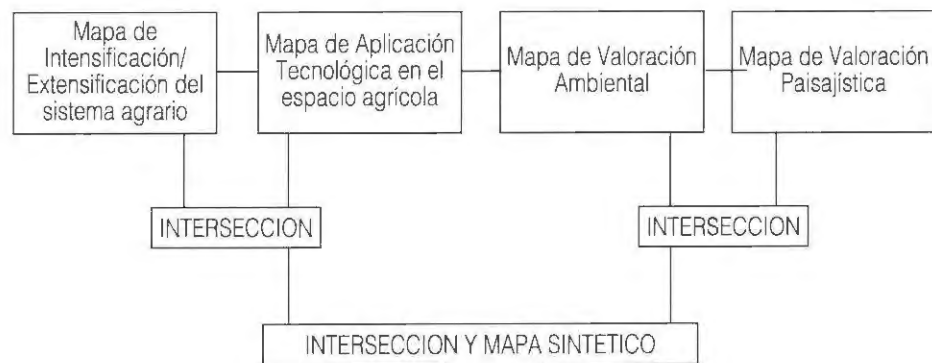 Mapa de
Intensificación/
Extensificación del
sistema agrario
Mapa de Aplicación
Tecnológica en el
espacio agrícola
Mapa de Valoración
Ambiental
Mapa de Valoración
Paisajística
INTERSECCION
INTERSECCION
INTERSECCION Y MAPA SINTETICO